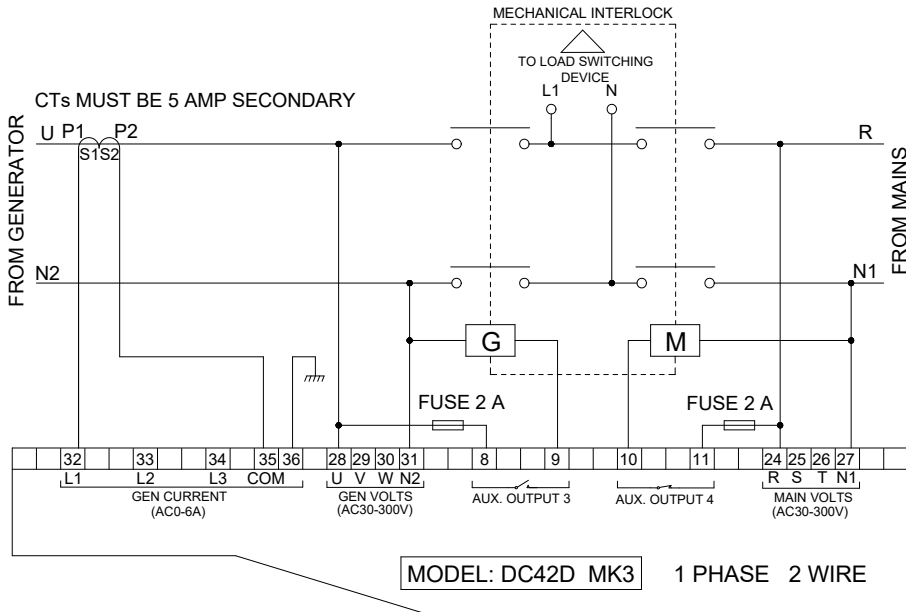 MECHANICAL INTERLOCK
TO LOAD SWITCHING
DEVICE
L1 N
CTs MUST BE 5 AMP SECONDARY
U P1 P2 R
S1 S2
FROM GENERATOR
FROM MAINS
N2 N1
G M
FUSE 2 A FUSE 2 A
32 33 34 35 36 28 29 30 31 8 9 10 11 24 25 26 27
L1 L2 L3 COM U V W N2 R S T N1
GEN CURRENT GEN VOLTS AUX. OUTPUT 3 AUX. OUTPUT 4 MAIN VOLTS
(AC0-6A) (AC30-300V) (AC30-300V)
MODEL: DC42D MK3 1 PHASE 2 WIRE